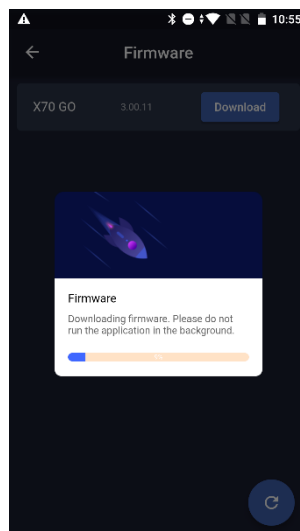 10:55
Firmware
X70 GO 3.00.11 Download
Firmware
Downloading firmware. Please do not
run the application in the background.